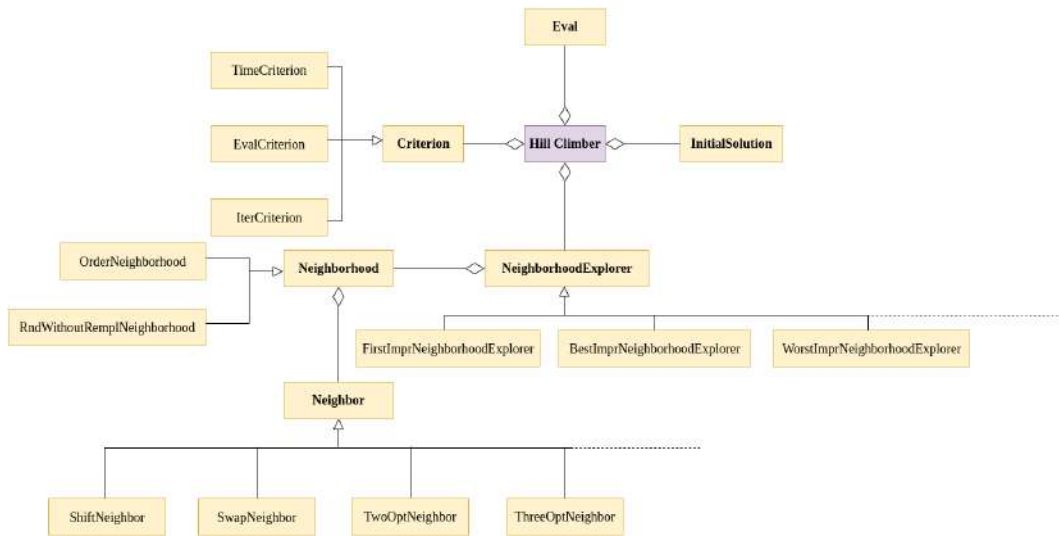 Eval
TimeCriterion
EvalCriterion
Criterion
Hill Climber
InitialSolution
IterCriterion
OrderNeighborhood
Neighborhood
NeighborhoodExplorer
RndWithoutRemplNeighborhood
FirstImprNeighborhoodExplorer
BestImprNeighborhoodExplorer
WorstImprNeighborhoodExplorer
Neighbor
ShiftNeighbor
SwapNeighbor
TwoOptNeighbor
ThreeOptNeighbor